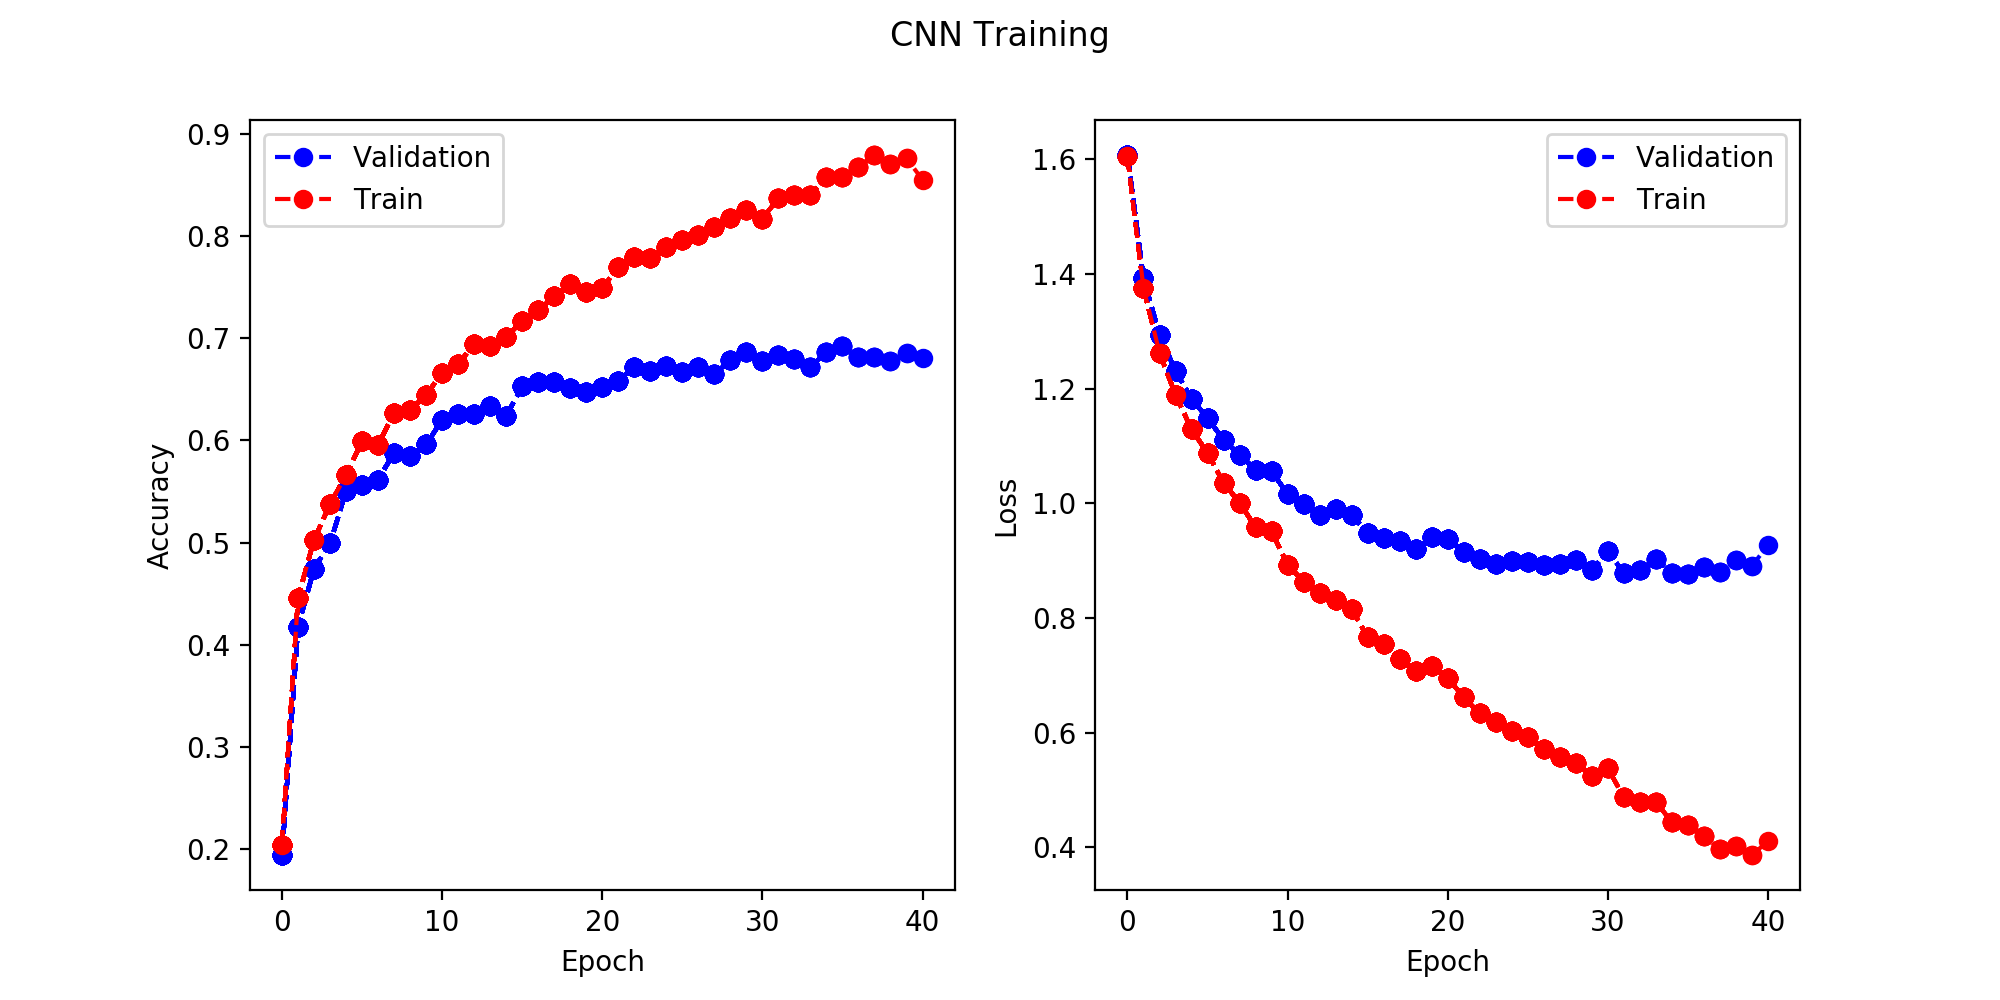 CNN Training
Validation
Train
0.9
0.8
0.7
0.6
0.5
0.4
0.3
0.2
Accuracy
0 10 20 30 40
Epoch
Validation
Train
1.6
1.4
1.2
1.0
0.8
0.6
0.4
Loss
0 10 20 30 40
Epoch